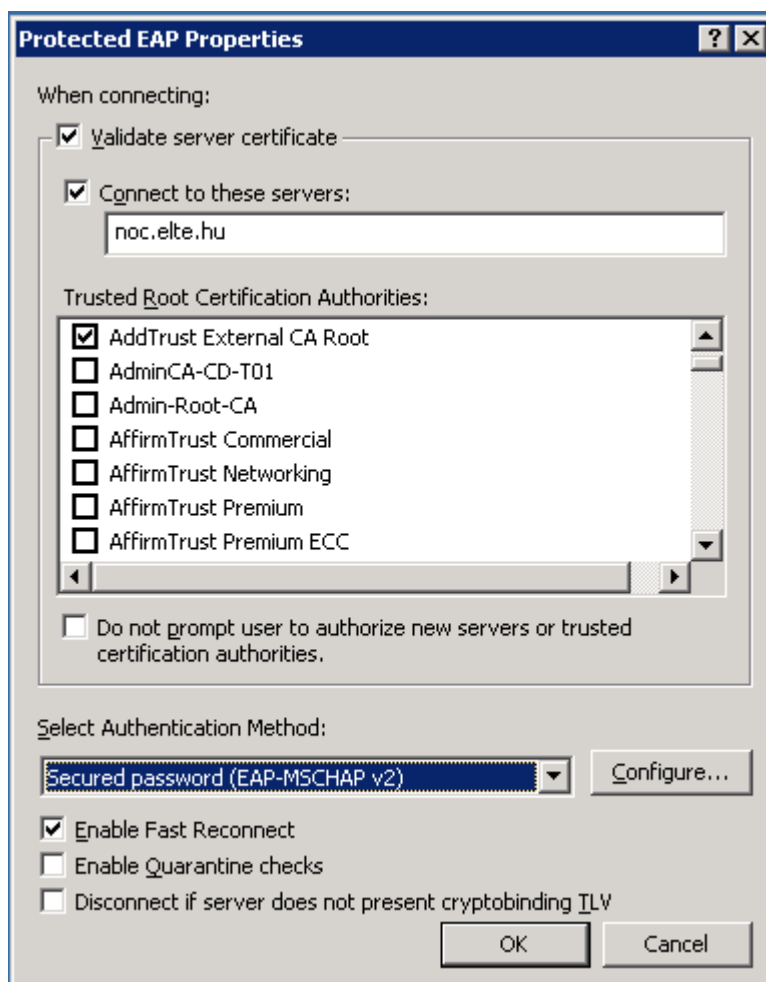 Protected EAP Properties
When connecting:
Validate server certificate
Connect to these servers:
noc.elte.hu
Trusted Root Certification Authorities:
AddTrust External CA Root
AdminCA-CD-T01
Admin-Root-CA
AffirmTrust Commercial
AffirmTrust Networking
AffirmTrust Premium
AffirmTrust Premium ECC
Do not prompt user to authorize new servers or trusted
certification authorities.
Select Authentication Method:
Secured password (EAP-MSCHAP v2)
Configure...
Enable Fast Reconnect
Enable Quarantine checks
Disconnect if server does not present cryptobinding TLV
OK Cancel